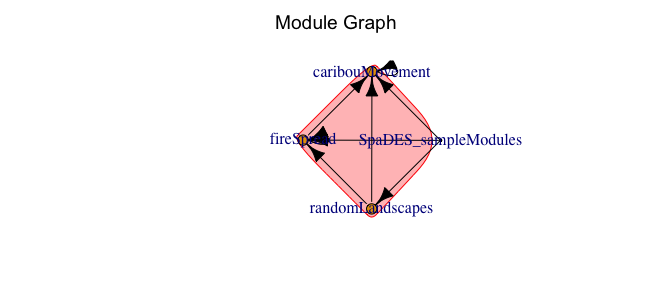 Module Graph
caribouMovement
fireSpread
SpaDES_sampleModules
randomLandscapes